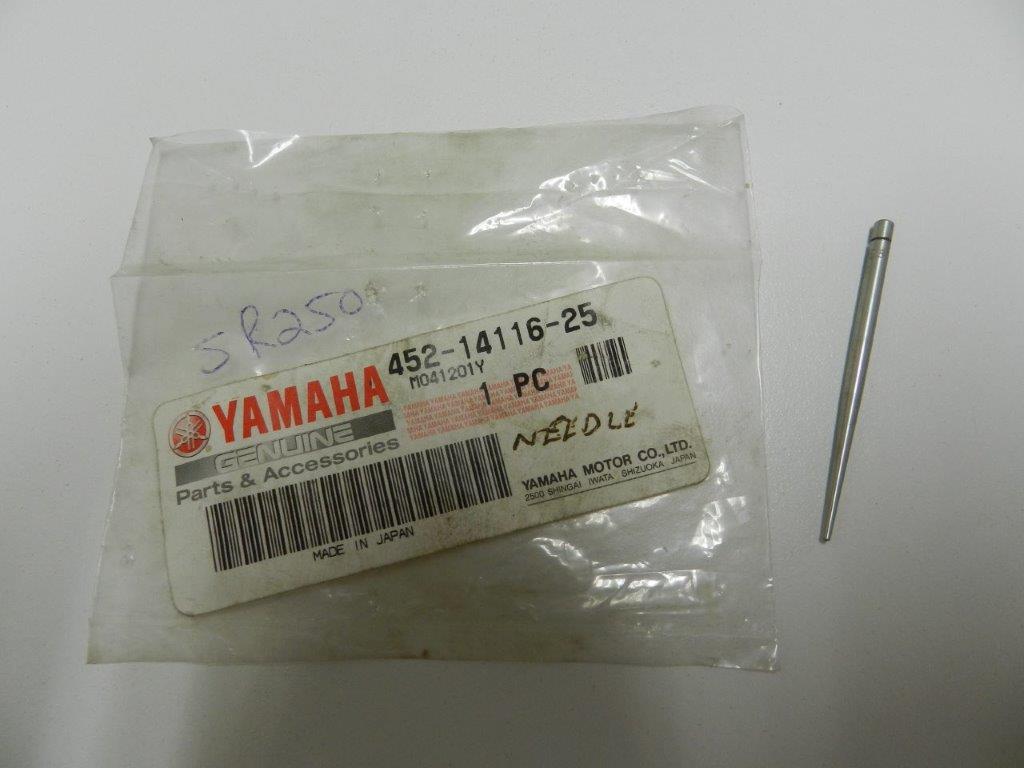 SR250
452-14116-25
M041201Y
1 PC
YAMAHA
GENUINE
Parts & Accessories
NEEDLE
YAMAHA MOTOR CO.,LTD.
2500 SHINGAI IWATA SHIZUOKA JAPAN
MADE IN JAPAN